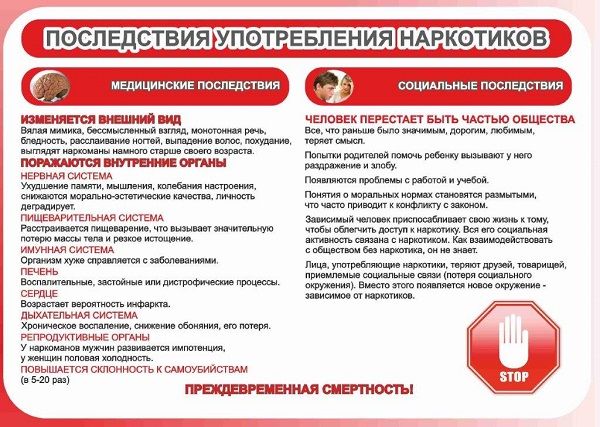 ПОСЛЕДСТВИЯ УПОТРЕБЛЕНИЯ НАРКОТИКОВ
МЕДИЦИНСКИЕ ПОСЛЕДСТВИЯ
ИЗМЕНЯЕТСЯ ВНЕШНИЙ ВИД
Вялая мимика, бессмысленный взгляд, монотонная речь,
бледность, расслаивание ногтей, выпадение волос, похудание,
выглядят наркоманы намного старше своего возраста.
ПОРАЖАЮТСЯ ВНУТРЕННИЕ ОРГАНЫ
НЕРВНАЯ СИСТЕМА
Ухудшение памяти, мышления, колебания настроения,
снижаются морально-эстетические качества, личность
деградирует.
ПИЩЕВАРИТЕЛЬНАЯ СИСТЕМА
Расстраивается пищеварение, что вызывает значительную
потерю массы тела и резкое истощение.
ИМУННАЯ СИСТЕМА
Организм хуже справляется с заболеваниями.
ПЕЧЕНЬ
Воспалительные, застойные или дистрофические процессы.
СЕРДЦЕ
Возрастает вероятность инфаркта.
ДЫХАТЕЛЬНАЯ СИСТЕМА
Хроническое воспаление, снижение обоняния, его потеря.
РЕПРОДУКТИВНЫЕ ОРГАНЫ
У наркоманов мужчин развивается импотенция,
у женщин половая холодность.
ПОВЫШАЕТСЯ СКЛОННОСТЬ К САМОУБИЙСТВАМ
(в 5-20 раз)
СОЦИАЛЬНЫЕ ПОСЛЕДСТВИЯ
ЧЕЛОВЕК ПЕРЕСТАЕТ БЫТЬ ЧАСТЬЮ ОБЩЕСТВА
Все, что раньше было значимым, дорогим, любимым,
теряет смысл.
Попытки родителей помочь ребенку вызывают у него
раздражение и злобу.
Появляются проблемы с работой и учебой.
Понятия о моральных нормах становятся размытыми,
что часто приводит к конфликту с законом.
Зависимый человек приспосабливает свою жизнь к тому,
чтобы облегчить доступ к наркотику. Вся его социальная
активность связана с наркотиком. Как взаимодействовать
с обществом без наркотика, он не знает.
Лица, употребляющие наркотики, теряют друзей, товарищей,
приемлемые социальные связи (потеря социального
окружения). Вместо этого появляется новое окружение -
зависимое от наркотиков.
STOP
ПРЕЖДЕВРЕМЕННАЯ СМЕРТНОСТЬ!